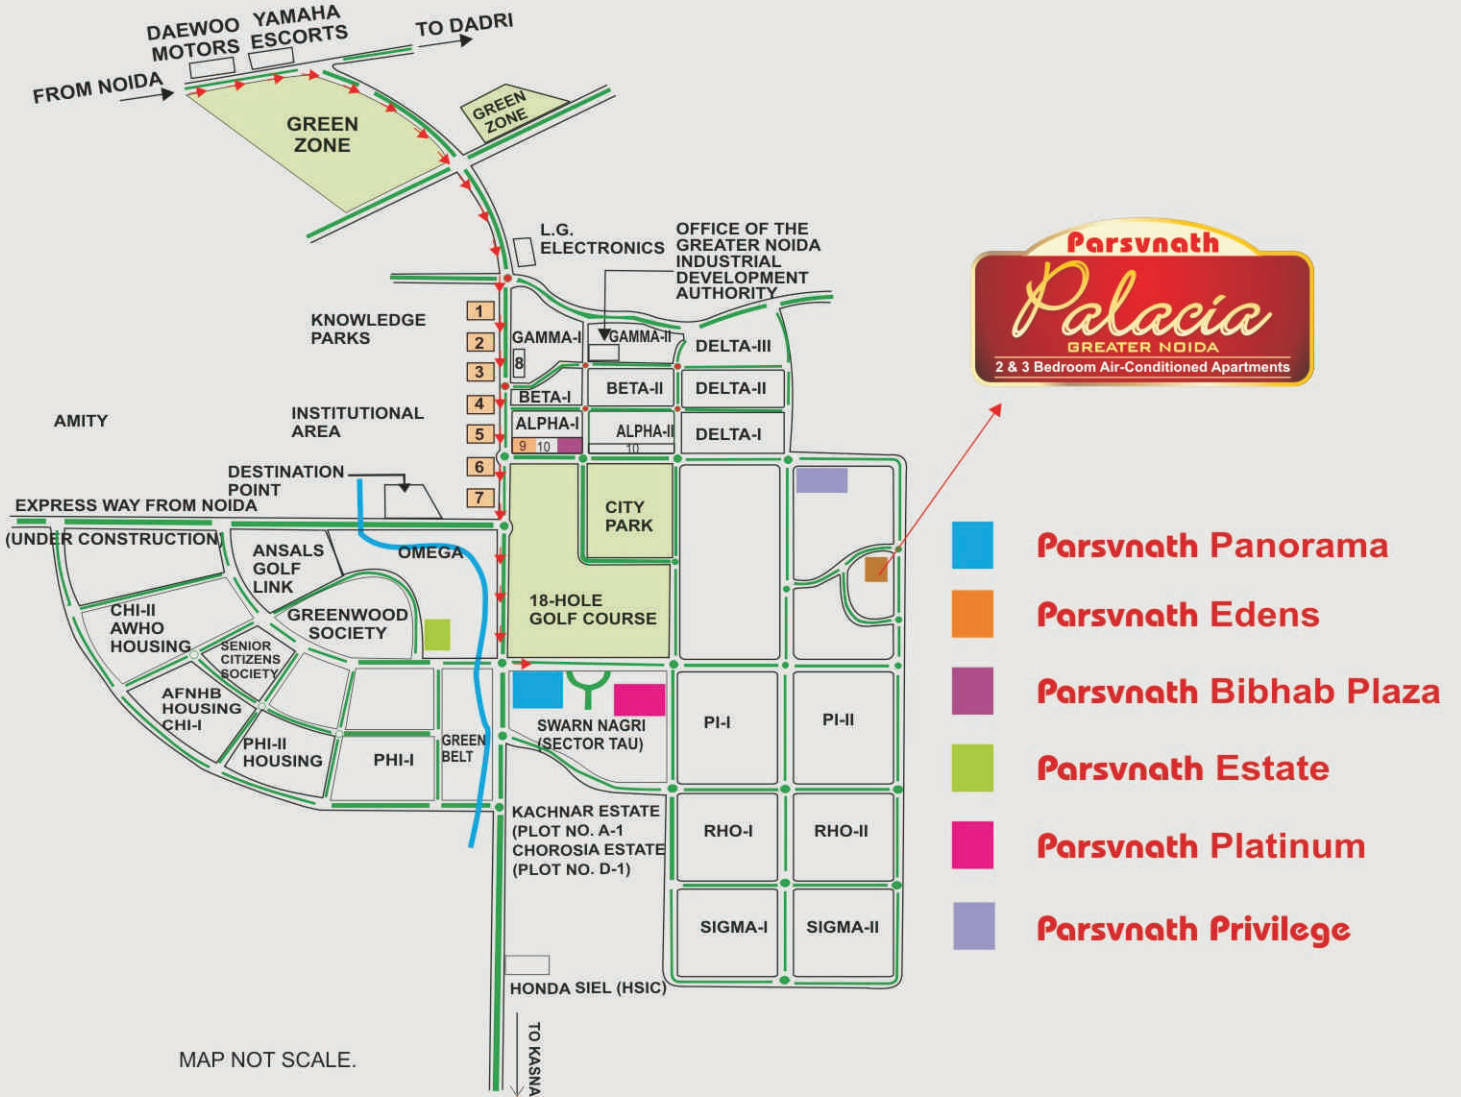 DAEWOO
MOTORS
YAMAHA
ESCORTS
TO DADRI
FROM NOIDA
GREEN
ZONE
GREEN
ZONE
L.G.
ELECTRONICS
OFFICE OF THE
GREATER NOIDA
INDUSTRIAL
DEVELOPMENT
AUTHORITY
KNOWLEDGE
PARKS
1
2
3
4
5
6
7
GAMMA-I
8
GAMMA-II
DELTA-III
BETA-I
BETA-II
DELTA-II
ALPHA-I
9
10
ALPHA-II
10
DELTA-I
AMITY
INSTITUTIONAL
AREA
DESTINATION
POINT
EXPRESS WAY FROM NOIDA
(UNDER CONSTRUCTION)
CITY
PARK
ANSALS
GOLF
LINK
OMEGA
18-HOLE
GOLF COURSE
CHI-II
AWHO
HOUSING
GREENWOOD
SOCIETY
SENIOR
CITIZENS
SOCIETY
AFNHB
HOUSING
CHI-I
PHI-II
HOUSING
PHI-I
GREEN
BELT
SWARN NAGRI
(SECTOR TAU)
PI-I
PI-II
KACHNAR ESTATE
(PLOT NO. A-1
CHOROSIA ESTATE
(PLOT NO. D-1)
RHO-I
RHO-II
SIGMA-I
SIGMA-II
HONDA SIEL (HSIC)
TO KASNA
MAP NOT SCALE.
Parsvnath
Palacia
GREATER NOIDA
2 & 3 Bedroom Air-Conditioned Apartments
Parsvnath Panorama
Parsvnath Edens
Parsvnath Bibhab Plaza
Parsvnath Estate
Parsvnath Platinum
Parsvnath Privilege